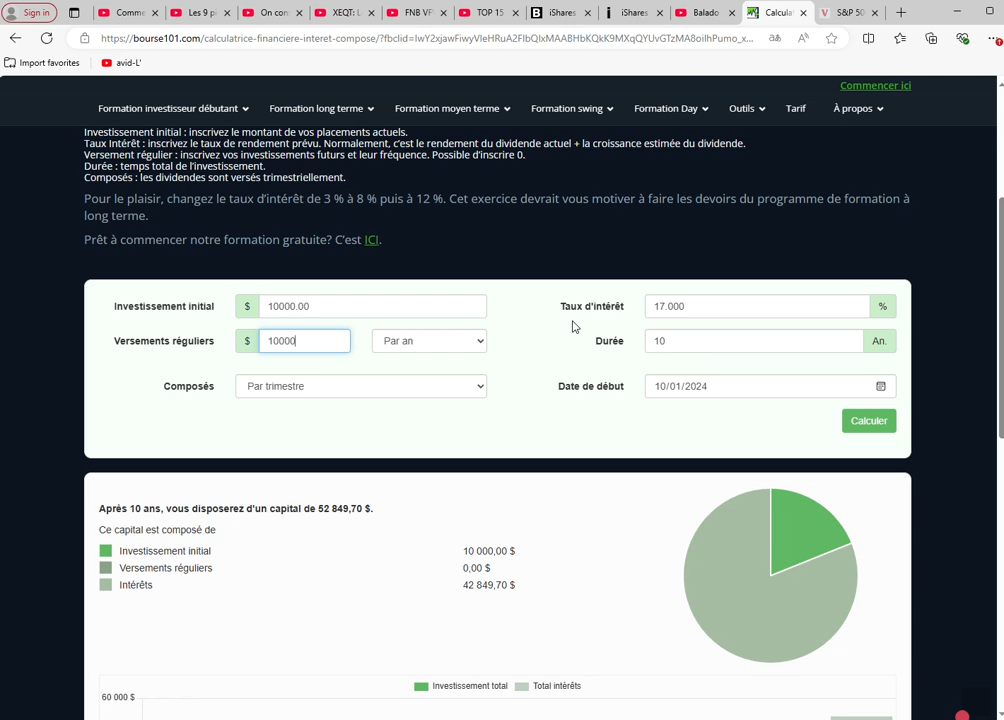 Sign in
Comme
Les 9 pi
On con
XEQT: L
FNB VF
TOP 15
iShares
iShares
Balado
Calcula
S&P 50
https://bourse101.com/calculatrice-financiere-interet-compose/?fbclid=IwY2xjawFiwyVleHRuA2FlbQIxMAABHbKQkK9MXqQYUvGTzMA8oilhPumo_x...
Import favorites
avid-L'
Commencer ici
Formation investisseur débutant
Formation long terme
Formation moyen terme
Formation swing
Formation Day
Outils
Tarif
À propos
Investissement initial : inscrivez le montant de vos placements actuels.
Taux Intérêt : inscrivez le taux de rendement prévu. Normalement, c'est le rendement du dividende actuel + la croissance estimée du dividende.
Versement régulier : inscrivez vos investissements futurs et leur fréquence. Possible d'inscrire 0.
Durée : temps total de l'investissement.
Composés : les dividendes sont versés trimestriellement.
Pour le plaisir, changez le taux d'intérêt de 3 % à 8 % puis à 12 %. Cet exercice devrait vous motiver à faire les devoirs du programme de formation à
long terme.
Prêt à commencer notre formation gratuite? C'est ICI.
Investissement initial $ 10000.00 Taux d'intérêt 17.000 %
Versements réguliers $ 10000 Par an Durée 10 An.
Composés Par trimestre Date de début 10/01/2024
Calculer
Après 10 ans, vous disposerez d'un capital de 52 849,70 $.
Ce capital est composé de
Investissement initial 10 000,00 $
Versements réguliers 0,00 $
Intérêts 42 849,70 $
Investissement total Total intérêts
60 000 $